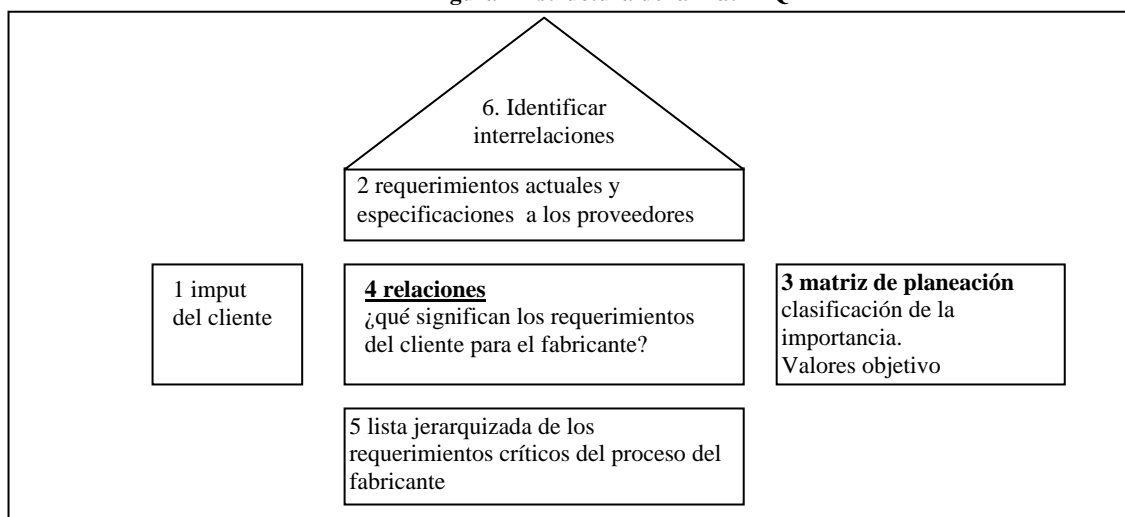 6. Identificar
interrelaciones
2 requerimientos actuales y
especificaciones a los proveedores
1 imput
del cliente
4 relaciones
¿qué significan los requerimientos
del cliente para el fabricante?
3 matriz de planeación
clasificación de la
importancia.
Valores objetivo
5 lista jerarquizada de los
requerimientos críticos del proceso del
fabricante